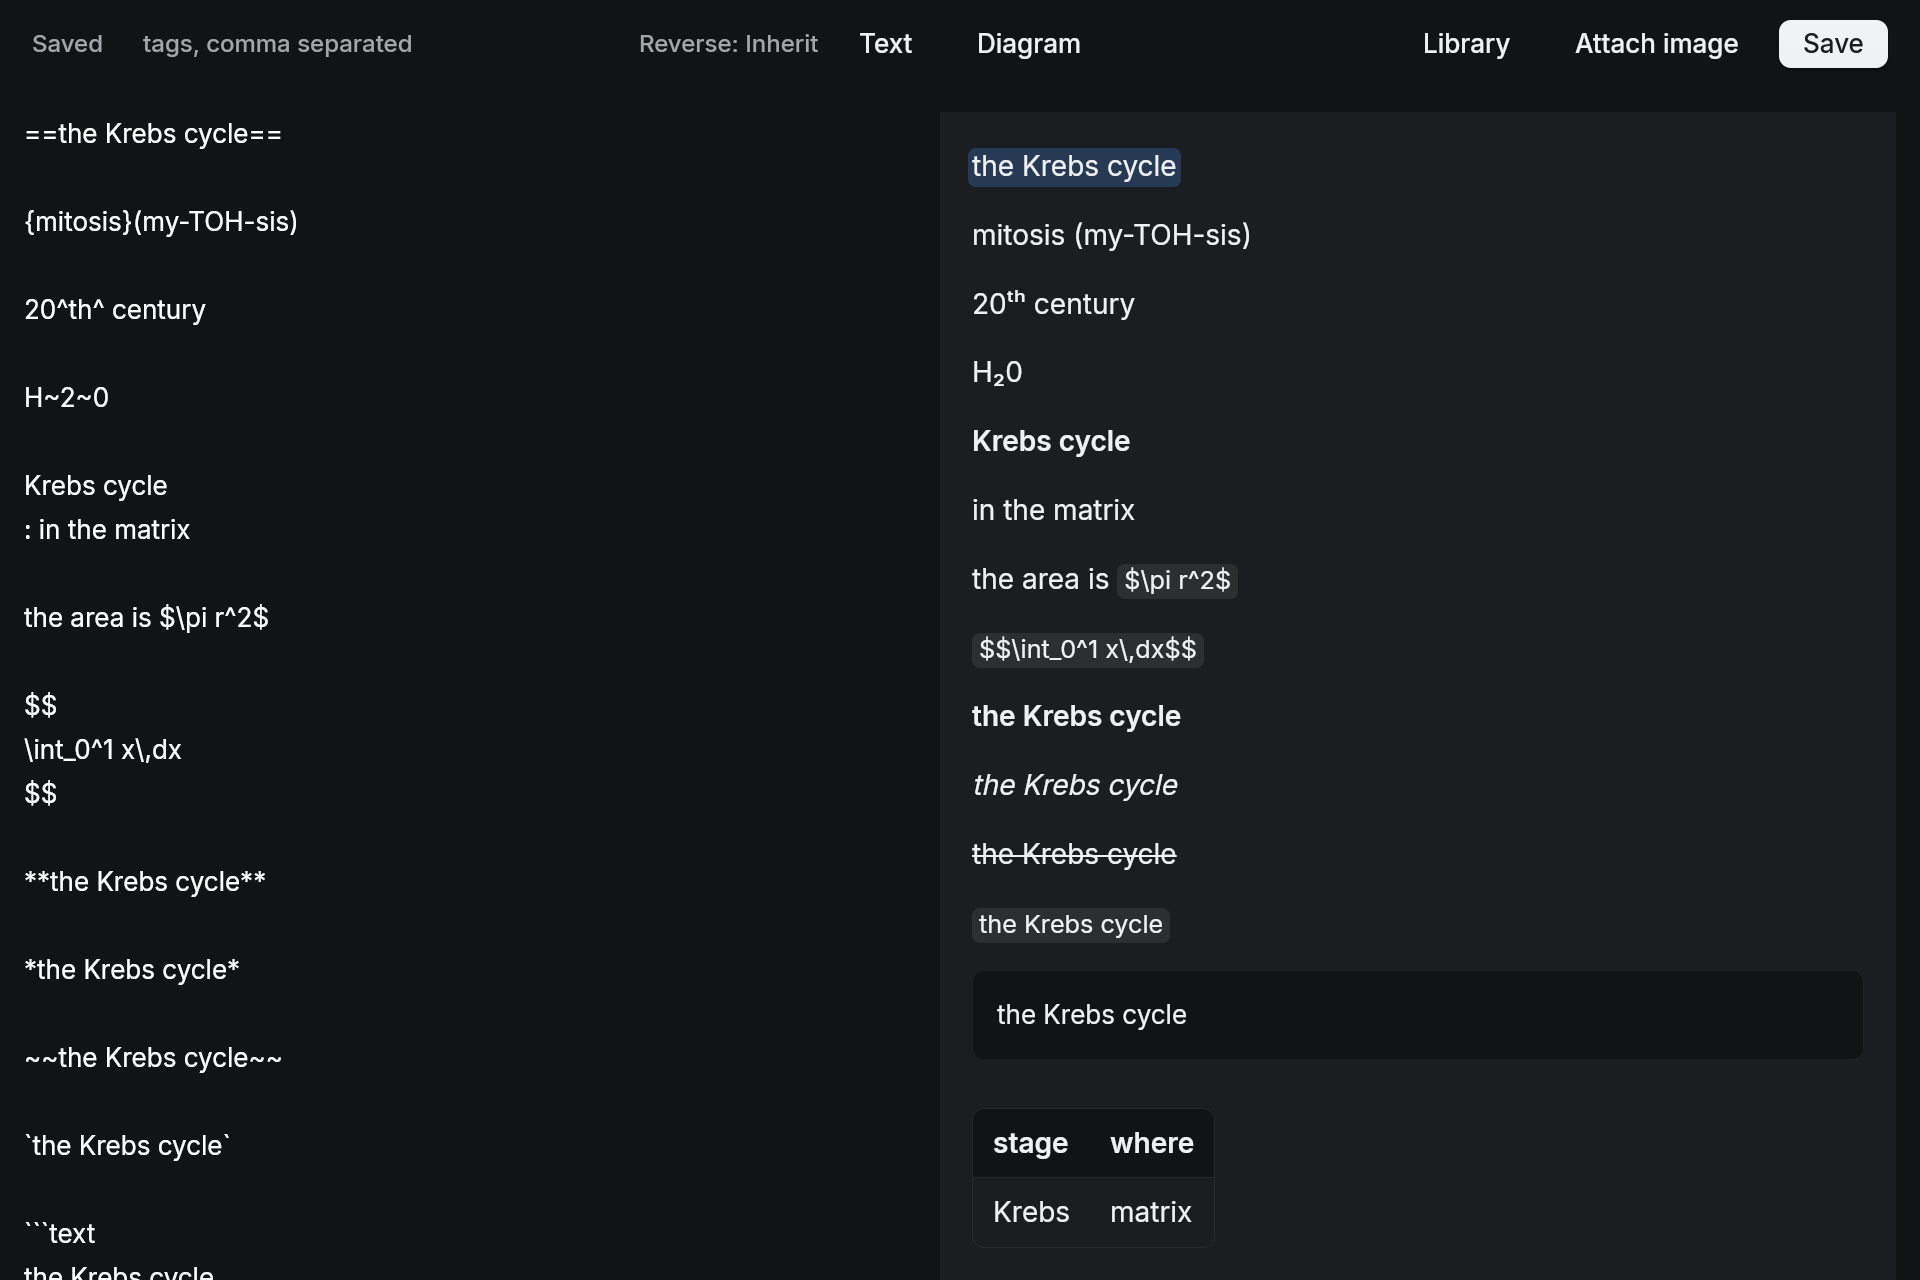 Saved tags, comma separated Reverse: Inherit Text Diagram Library Attach image Save
==the Krebs cycle==
{mitosis}(my-TOH-sis)
20^th^ century
H~2~0
Krebs cycle
: in the matrix
the area is $\pi r^2$
$$
\int_0^1 x\,dx
$$
**the Krebs cycle**
*the Krebs cycle*
~~the Krebs cycle~~
`the Krebs cycle`
```text
the Krebs cycle
the Krebs cycle
mitosis (my-TOH-sis)
20ᵗʰ century
H₂0
Krebs cycle
in the matrix
the area is $\pi r^2$
$$\int_0^1 x\,dx$$
the Krebs cycle
the Krebs cycle
the Krebs cycle
the Krebs cycle
the Krebs cycle
stage where
Krebs matrix